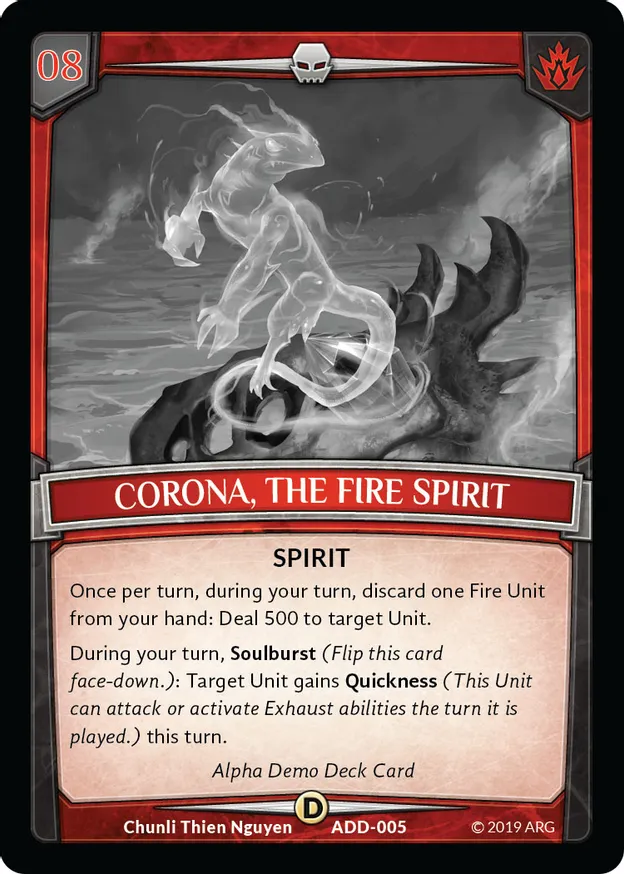 08
CORONA, THE FIRE SPIRIT
SPIRIT
Once per turn, during your turn, discard one Fire Unit
from your hand: Deal 500 to target Unit.
During your turn, Soulburst (Flip this card
face-down.): Target Unit gains Quickness (This Unit
can attack or activate Exhaust abilities the turn it is
played.) this turn.
Alpha Demo Deck Card
D
Chunli Thien Nguyen ADD-005 © 2019 ARG